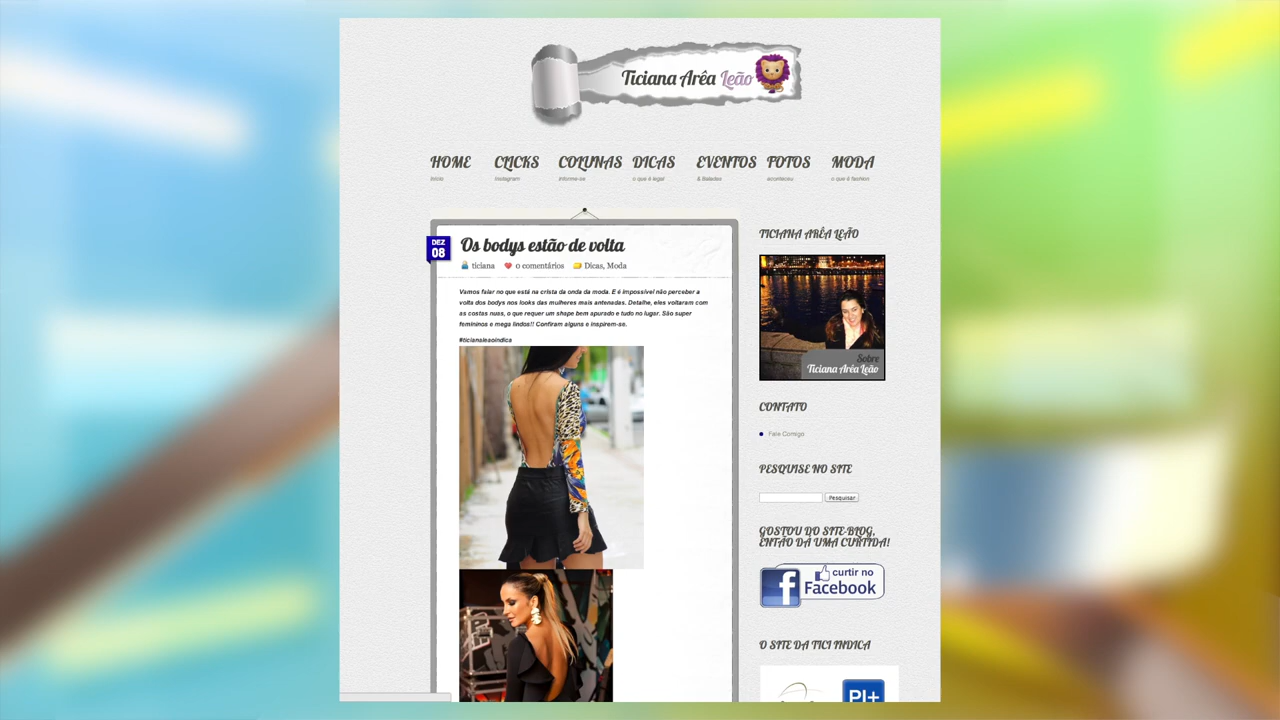 Ticiana Arêa Leão
HOME CLICKS COLUNAS DICAS EVENTOS FOTOS MODA
Início Instagram informe-se o que é legal & Baladas aconteceu o que é fashion
DEZ
08
Os bodys estão de volta
ticiana 0 comentários Dicas, Moda
Vamos falar no que está na crista da onda da moda. E é impossível não perceber a
volta dos bodys nos looks das mulheres mais antenadas. Detalhe, eles voltaram com
as costas nuas, o que requer um shape bem apurado e tudo no lugar. São super
femininos e mega lindos!! Confiram alguns e inspirem-se.
#ticianaleaoindica
TICIANA ARÊA LEÃO
Sobre
Ticiana Arêa Leão
CONTATO
Fale Comigo
PESQUISE NO SITE
Pesquisar
GOSTOU DO SITE-BLOG,
ENTÃO DÁ UMA CURTIDA!
curtir no
Facebook
O SITE DA TICI INDICA
PI+